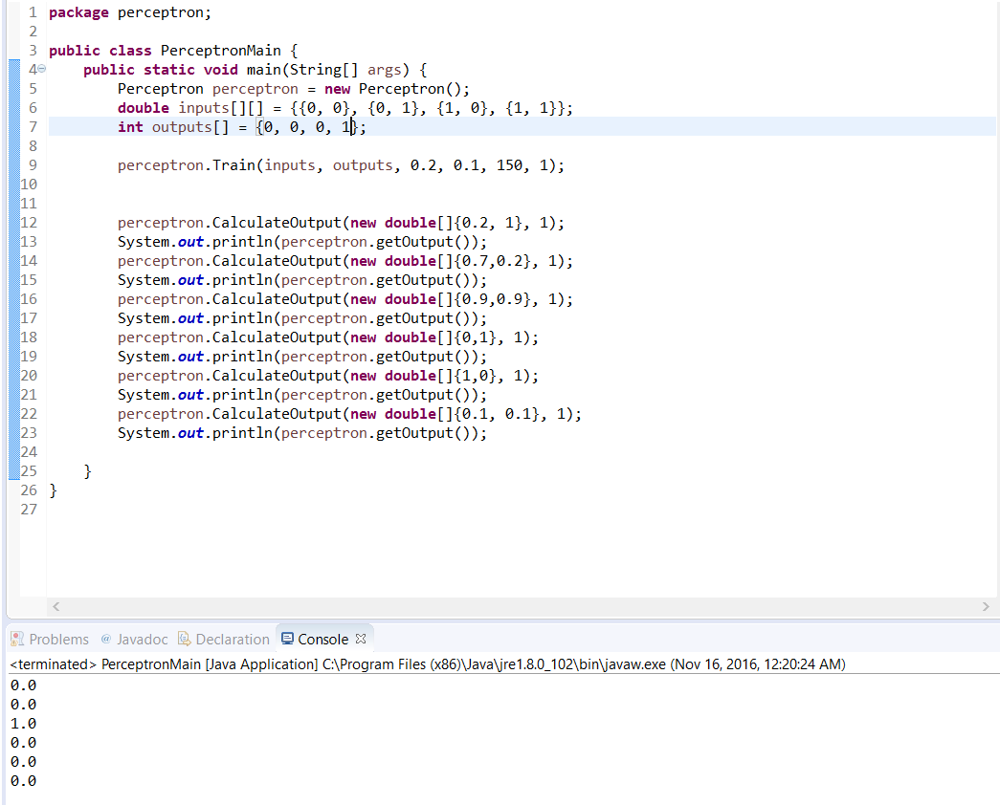 1 package perceptron;
2
3 public class PerceptronMain {
4 public static void main(String[] args) {
5 Perceptron perceptron = new Perceptron();
6 double inputs[][] = {{0, 0}, {0, 1}, {1, 0}, {1, 1}};
7 int outputs[] = {0, 0, 0, 1};
8
9 perceptron.Train(inputs, outputs, 0.2, 0.1, 150, 1);
10
11
12 perceptron.CalculateOutput(new double[]{0.2, 1}, 1);
13 System.out.println(perceptron.getOutput());
14 perceptron.CalculateOutput(new double[]{0.7,0.2}, 1);
15 System.out.println(perceptron.getOutput());
16 perceptron.CalculateOutput(new double[]{0.9,0.9}, 1);
17 System.out.println(perceptron.getOutput());
18 perceptron.CalculateOutput(new double[]{0,1}, 1);
19 System.out.println(perceptron.getOutput());
20 perceptron.CalculateOutput(new double[]{1,0}, 1);
21 System.out.println(perceptron.getOutput());
22 perceptron.CalculateOutput(new double[]{0.1, 0.1}, 1);
23 System.out.println(perceptron.getOutput());
24
25 }
26 }
27
Problems @ Javadoc Declaration Console
<terminated> PerceptronMain [Java Application] C:\Program Files (x86)\Java\jre1.8.0_102\bin\javaw.exe (Nov 16, 2016, 12:20:24 AM)
0.0
0.0
1.0
0.0
0.0
0.0